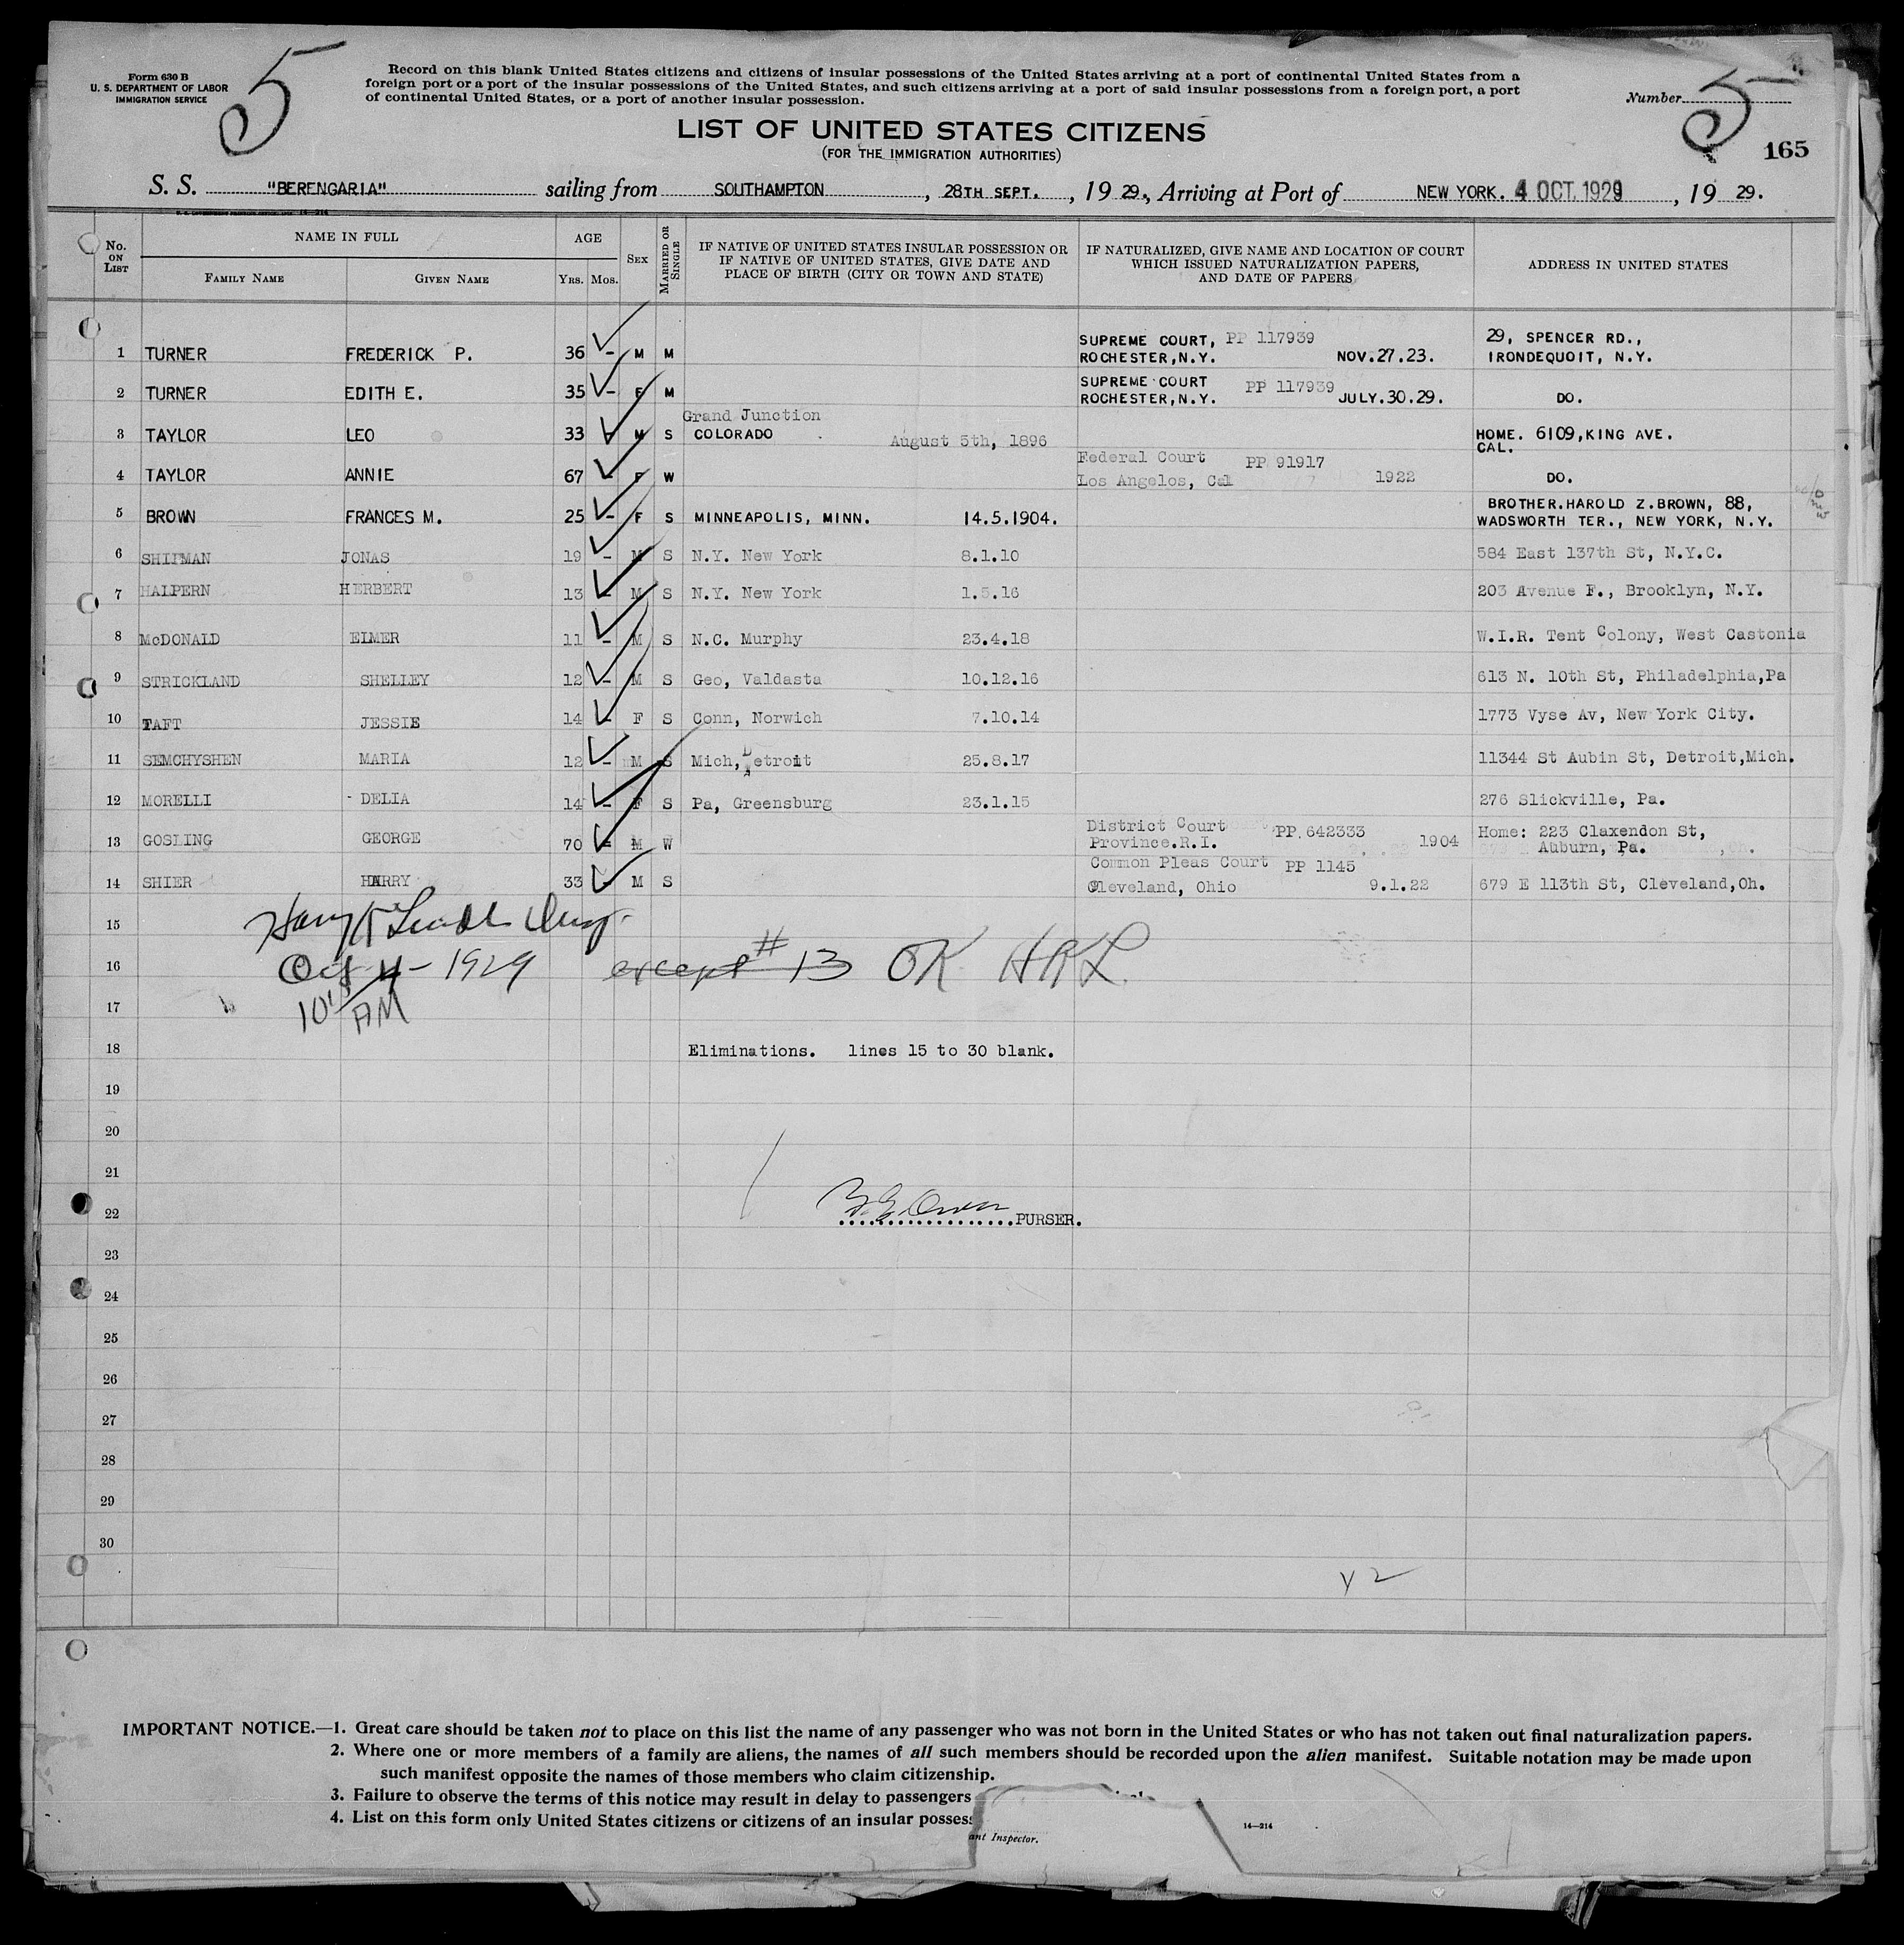 Form 630 B
U. S. DEPARTMENT OF LABOR
IMMIGRATION SERVICE
5
Record on this blank United States citizens and citizens of insular possessions of the United States arriving at a port of continental United States from a
foreign port or a port of the insular possessions of the United States, and such citizens arriving at a port of said insular possessions from a foreign port, a port
of continental United States, or a port of another insular possession.
Number 5
165
LIST OF UNITED STATES CITIZENS
(FOR THE IMMIGRATION AUTHORITIES)
S. S. "BERENGARIA" sailing from SOUTHAMPTON, 28TH SEPT., 19 29., Arriving at Port of NEW YORK. 4 OCT. 1929, 19 29.
No. ON LIST
NAME IN FULL
FAMILY NAME GIVEN NAME
AGE
YRS. MOS.
SEX
MARRIED OR SINGLE
IF NATIVE OF UNITED STATES INSULAR POSSESSION OR
IF NATIVE OF UNITED STATES, GIVE DATE AND
PLACE OF BIRTH (CITY OR TOWN AND STATE)
IF NATURALIZED, GIVE NAME AND LOCATION OF COURT
WHICH ISSUED NATURALIZATION PAPERS,
AND DATE OF PAPERS
ADDRESS IN UNITED STATES
SUPREME COURT, PP 117939 29, SPENCER RD.,
1 TURNER FREDERICK P. 36 - M M ROCHESTER, N.Y. NOV.27.23. IRONDEQUOIT, N.Y.
SUPREME COURT PP 117939
2 TURNER EDITH E. 35 - F M ROCHESTER, N.Y. JULY.30.29. DO.
Grand Junction
3 TAYLOR LEO 33 - M S COLORADO August 5th, 1896 HOME. 6109, KING AVE.
CAL.
Federal Court PP 91917
4 TAYLOR ANNIE 67 - F W Los Angelos, Cal 1922 DO.
BROTHER.HAROLD Z.BROWN, 88,
5 BROWN FRANCES M. 25 - F S MINNEAPOLIS, MINN. 14.5.1904. WADSWORTH TER., NEW YORK, N.Y.
6 SHIFMAN JONAS 19 - M S N.Y. New York 8.1.10 584 East 137th St, N.Y.C.
7 HALPERN HERBERT 13 - M S N.Y. New York 1.5.16 203 Avenue F., Brooklyn, N.Y.
8 McDONALD ELMER 11 - M S N.C. Murphy 23.4.18 W.I.R. Tent Colony, West Castonia
9 STRICKLAND SHELLEY 12 - M S Geo, Valdasta 10.12.16 613 N. 10th St, Philadelphia,Pa
10 TAFT JESSIE 14 - F S Conn, Norwich 7.10.14 1773 Vyse Av, New York City.
11 SEMCHYSHEN MARIA 12 - M S Mich, Detroit 25.8.17 11344 St Aubin St, Detroit,Mich.
12 MORELLI DELIA 14 - F S Pa, Greensburg 23.1.15 276 Slickville, Pa.
District Court PP 642333 Home: 223 Claxendon St,
13 GOSLING GEORGE 70 - M W Province.R.I. 1904 Auburn, Pa.
Common Pleas Court PP 1145
14 SHIER HARRY 33 - M S Cleveland, Ohio 9.1.22 679 E 113th St, Cleveland,Oh.
15
16 Oct 4 - 1929 except #13 OK HRL
17 AM
18 Eliminations. lines 15 to 30 blank.
19
20
21
22 PURSER.
23
24
25
26
27
28
29
30
IMPORTANT NOTICE.—1. Great care should be taken not to place on this list the name of any passenger who was not born in the United States or who has not taken out final naturalization papers.
2. Where one or more members of a family are aliens, the names of all such members should be recorded upon the alien manifest. Suitable notation may be made upon
such manifest opposite the names of those members who claim citizenship.
3. Failure to observe the terms of this notice may result in delay to passengers
4. List on this form only United States citizens or citizens of an insular possess
ant Inspector.
14—214